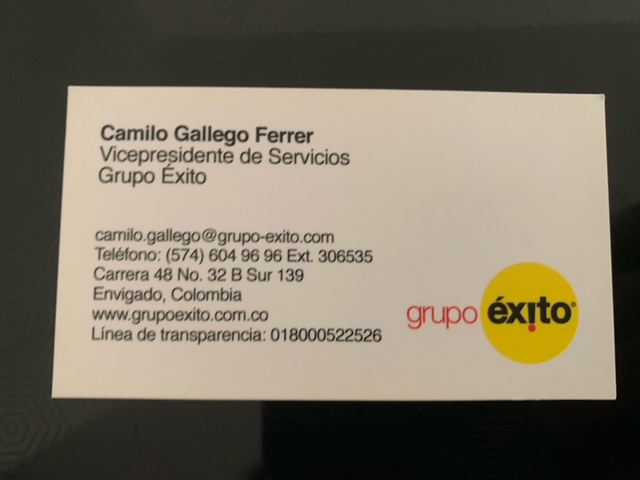 Camilo Gallego Ferrer
Vicepresidente de Servicios
Grupo Éxito
camilo.gallego@grupo-exito.com
Teléfono: (574) 604 96 96 Ext. 306535
Carrera 48 No. 32 B Sur 139
Envigado, Colombia
www.grupoexito.com.co
Línea de transparencia: 018000522526
grupo éxito®